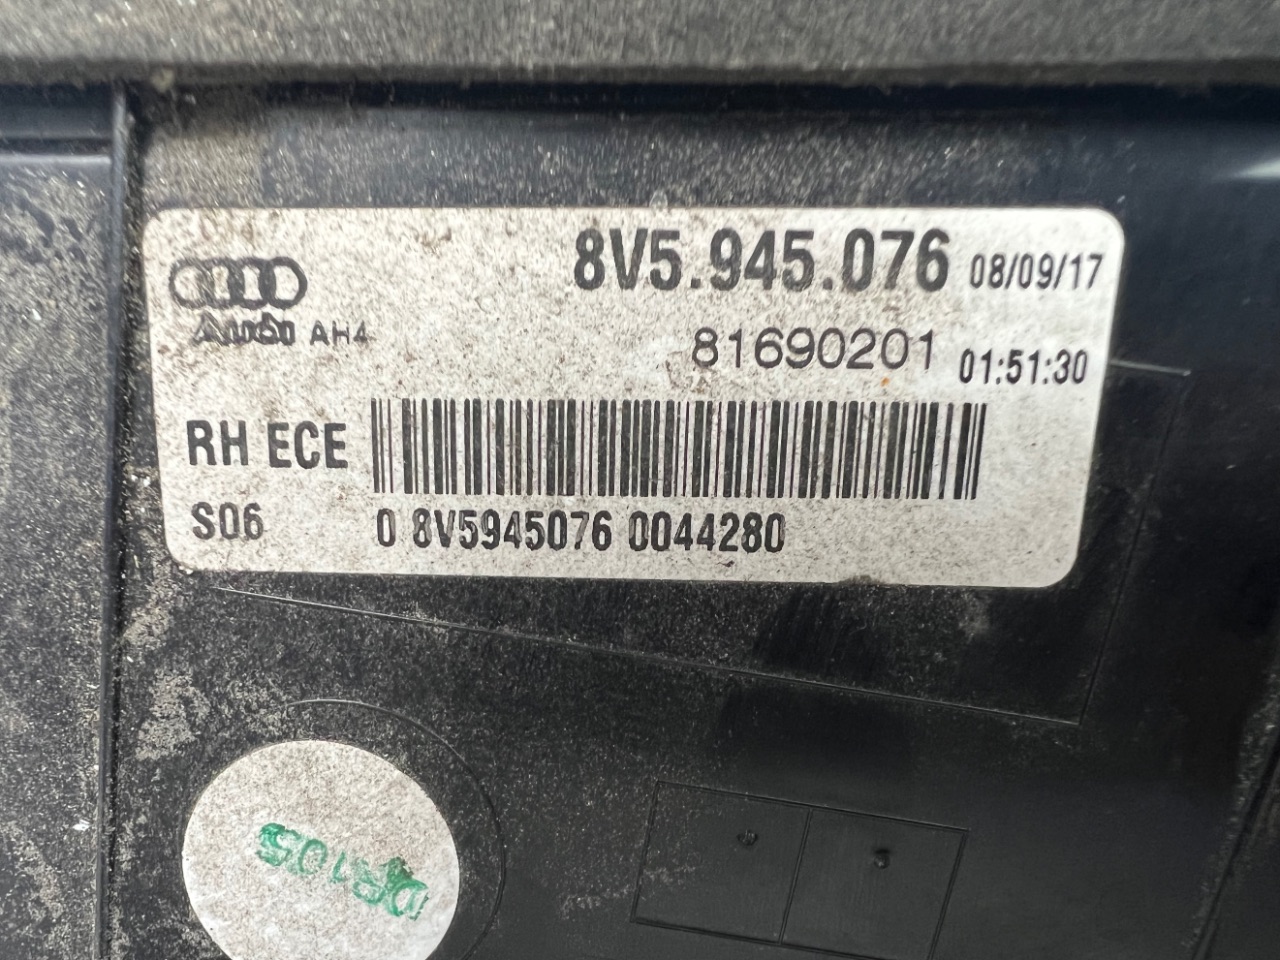 8V5.945.076 08/09/17
Audi AH4
81690201 01:51:30
RH ECE
S06
0 8V5945076 0044280